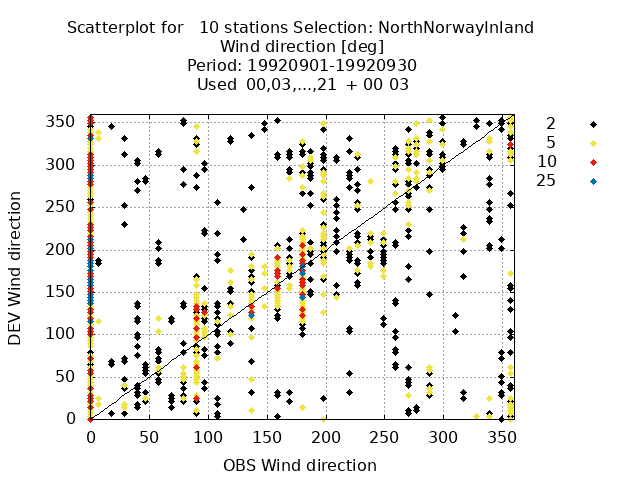 Scatterplot for 10 stations Selection: NorthNorwayInland
Wind direction [deg]
Period: 19920901-19920930
Used 00,03,...,21 + 00 03
2
5
10
25
DEV Wind direction
350
300
250
200
150
100
50
0
0 50 100 150 200 250 300 350
OBS Wind direction